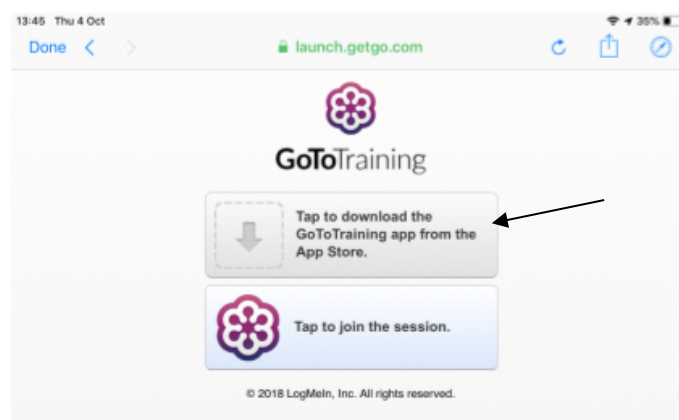 13:45 Thu 4 Oct
35%
Done
launch.getgo.com
GoToTraining
Tap to download the
GoToTraining app from the
App Store.
Tap to join the session.
© 2018 LogMeIn, Inc. All rights reserved.